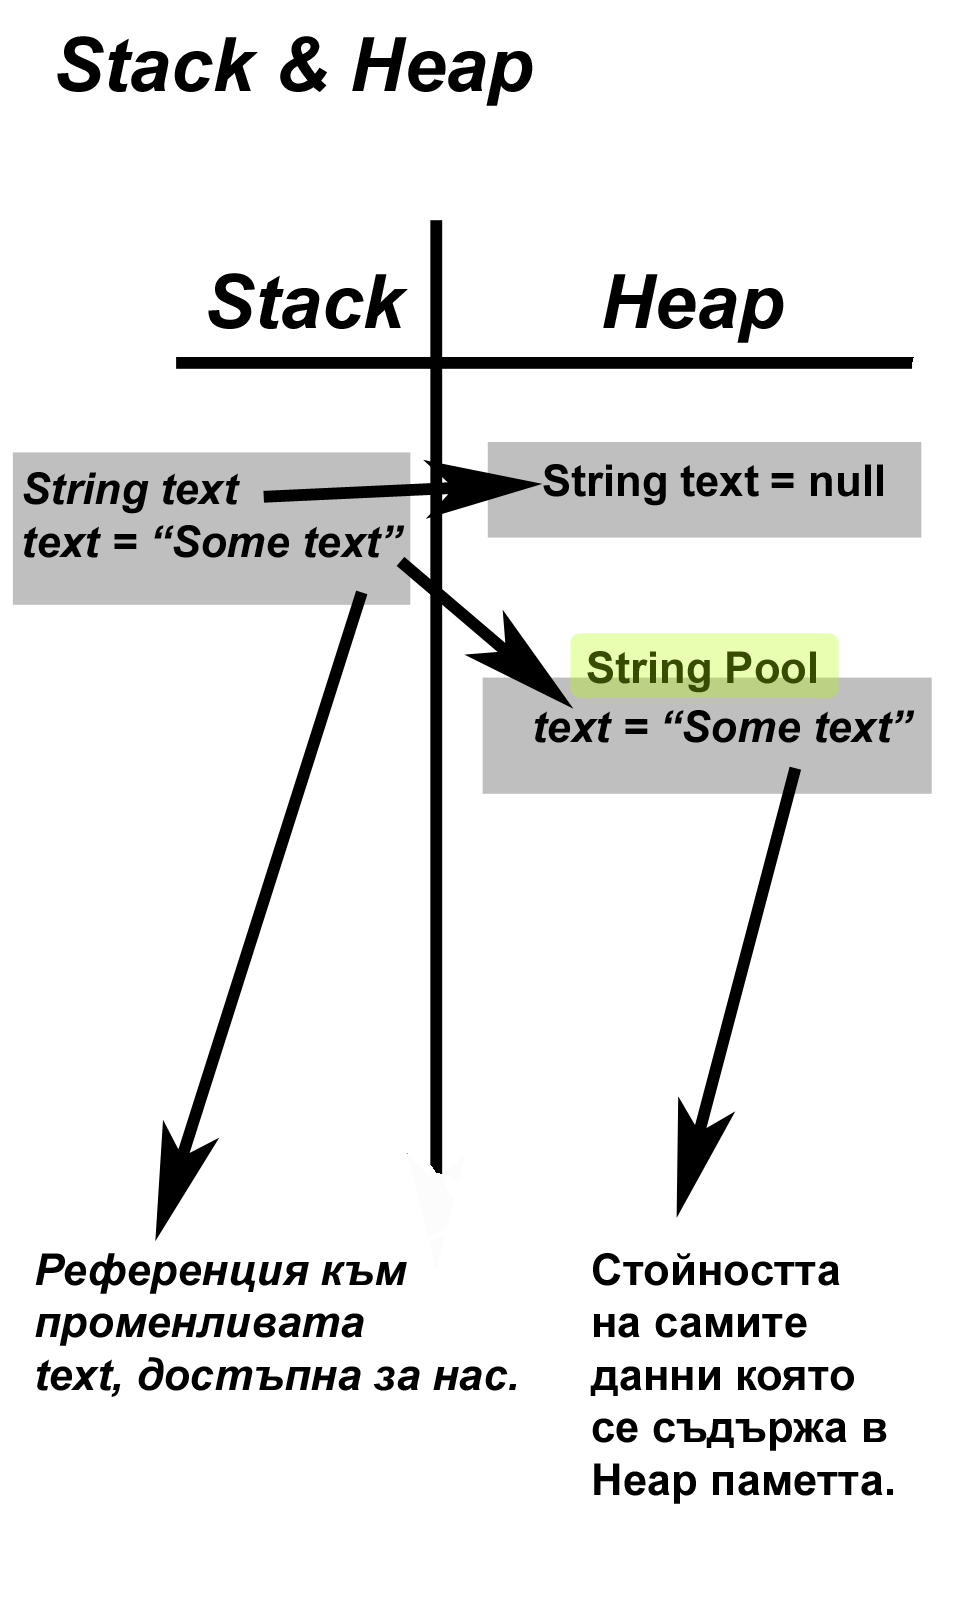 Stack & Heap
Stack
Heap
String text
text = “Some text”
String text = null
String Pool
text = “Some text”
Референция към
променливата
text, достъпна за нас.
Стойността
на самите
данни която
се съдържа в
Heap паметта.